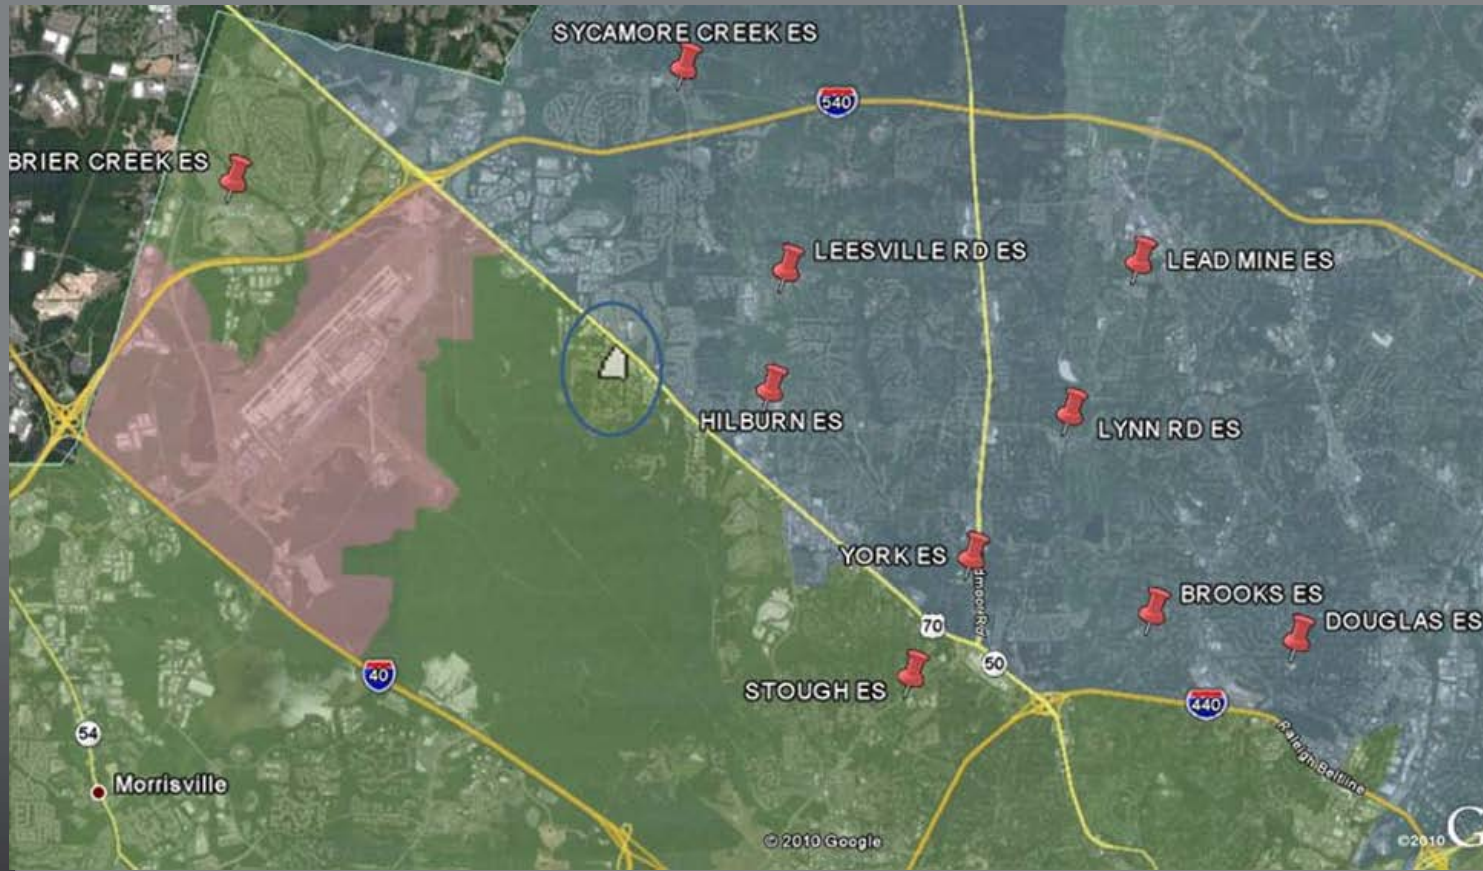 SYCAMORE CREEK ES
540
BRIER CREEK ES
LEESVILLE RD ES
LEAD MINE ES
HILBURN ES
LYNN RD ES
YORK ES
BROOKS ES
70
DOUGLAS ES
50
STOUGH ES
40
440
54
Raleigh Beltline
Morrisville
© 2010 Google
©2010 G